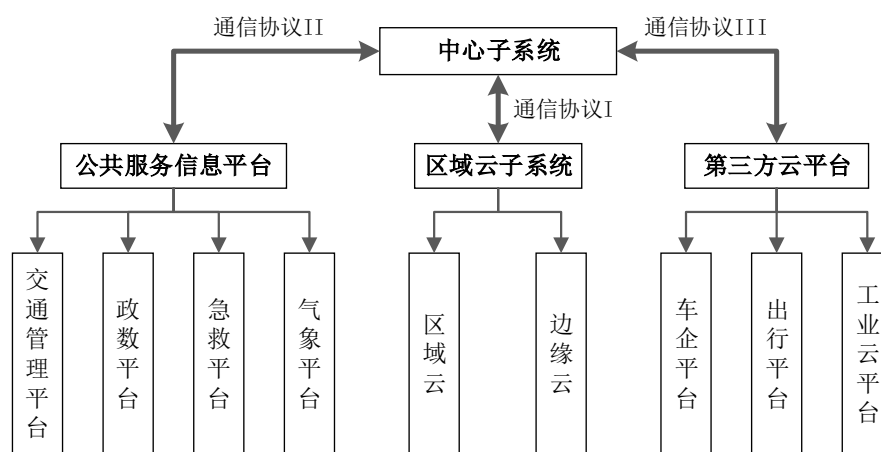 通信协议II
中心子系统
通信协议III
通信协议I
公共服务信息平台
区域云子系统
第三方云平台
交通管理平台
政数平台
急救平台
气象平台
区域云
边缘云
车企平台
出行平台
工业云平台